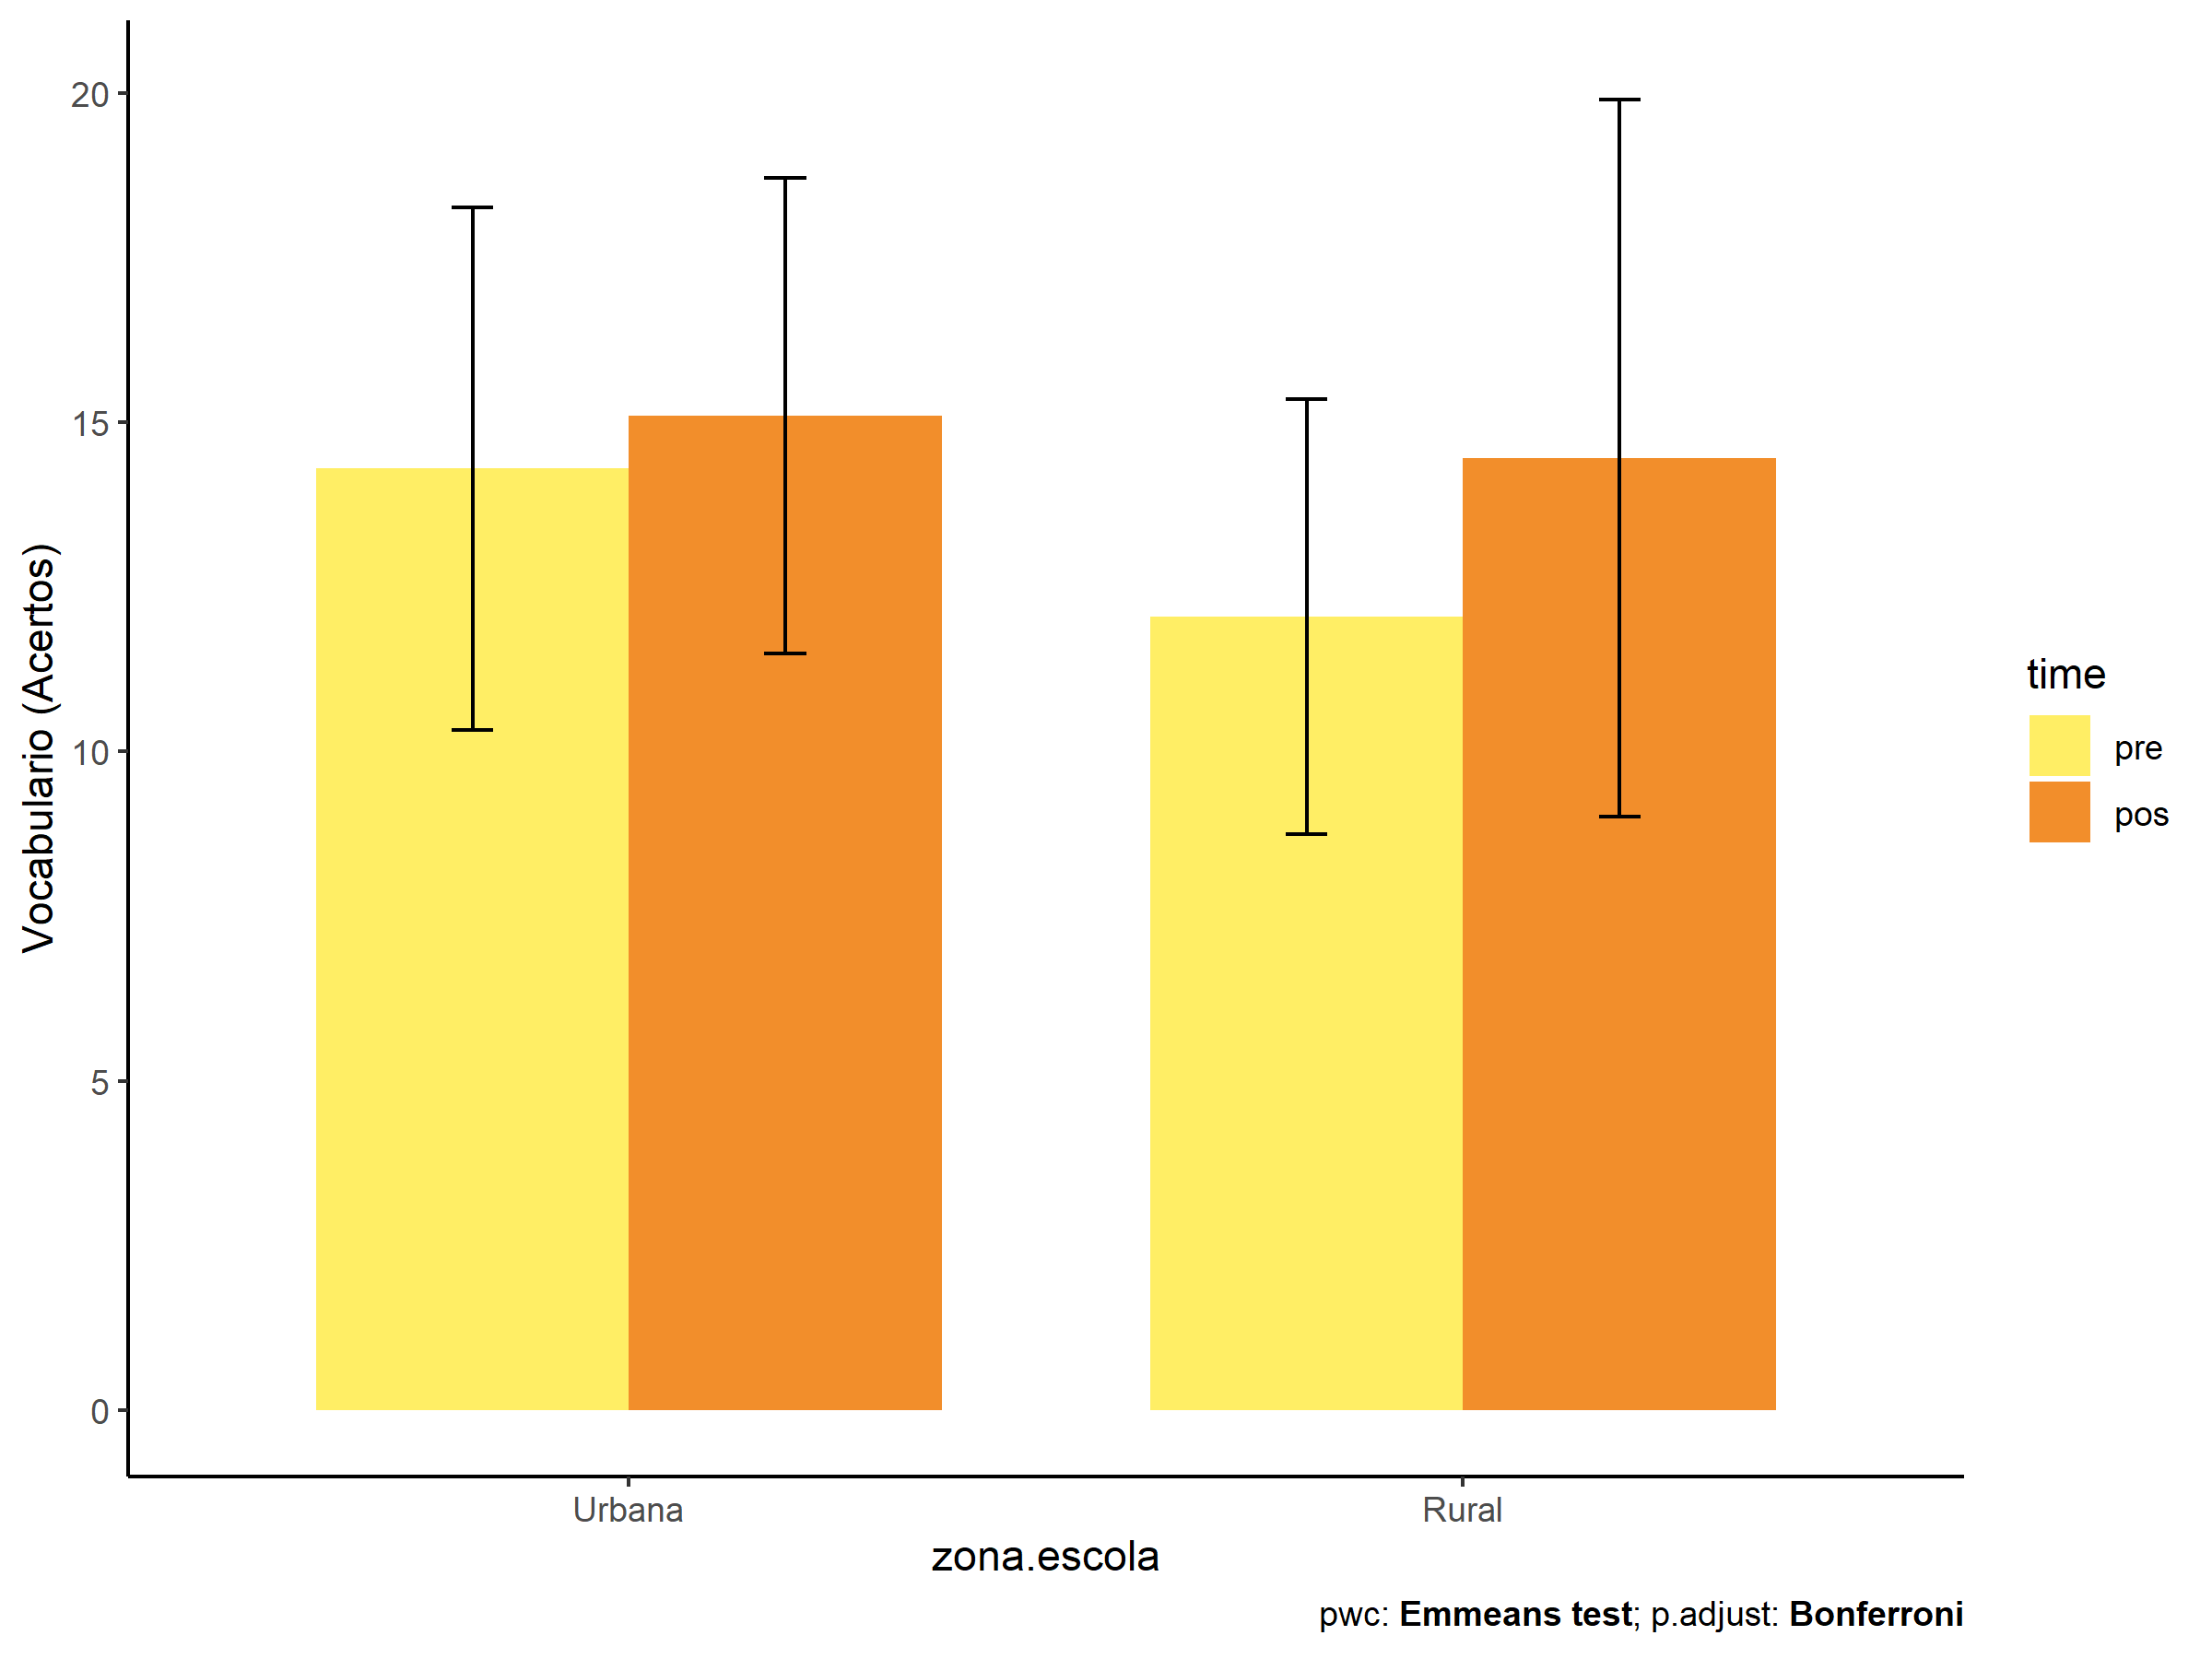 20
15
10
5
0
Vocabulario (Acertos)
Urbana
Rural
zona.escola
time
pre
pos
pwc: Emmeans test; p.adjust: Bonferroni